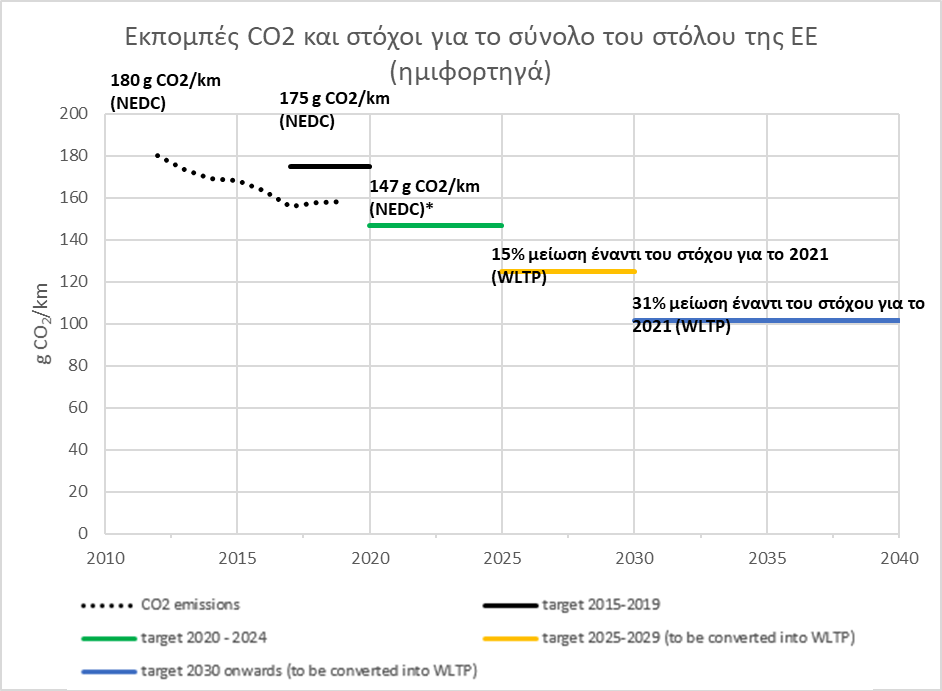 Εκπομπές CO2 και στόχοι για το σύνολο του στόλου της ΕΕ
(ημιφορτηγά)
180 g CO2/km
(NEDC)
175 g CO2/km
(NEDC)
147 g CO2/km
(NEDC)*
15% μείωση έναντι του στόχου για το 2021
(WLTP)
31% μείωση έναντι του στόχου για το
2021 (WLTP)
g CO₂/km
200
180
160
140
120
100
80
60
40
20
0
2010 2015 2020 2025 2030 2035 2040
CO2 emissions
target 2015-2019
target 2020 - 2024
target 2025-2029 (to be converted into WLTP)
target 2030 onwards (to be converted into WLTP)